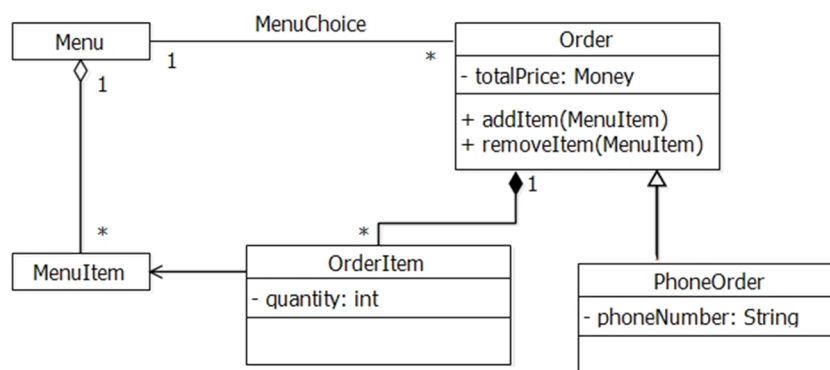 MenuChoice
Menu
1
*
Order
- totalPrice: Money
+ addItem(MenuItem)
+ removeItem(MenuItem)
1
1
*
*
MenuItem
OrderItem
- quantity: int
PhoneOrder
- phoneNumber: String